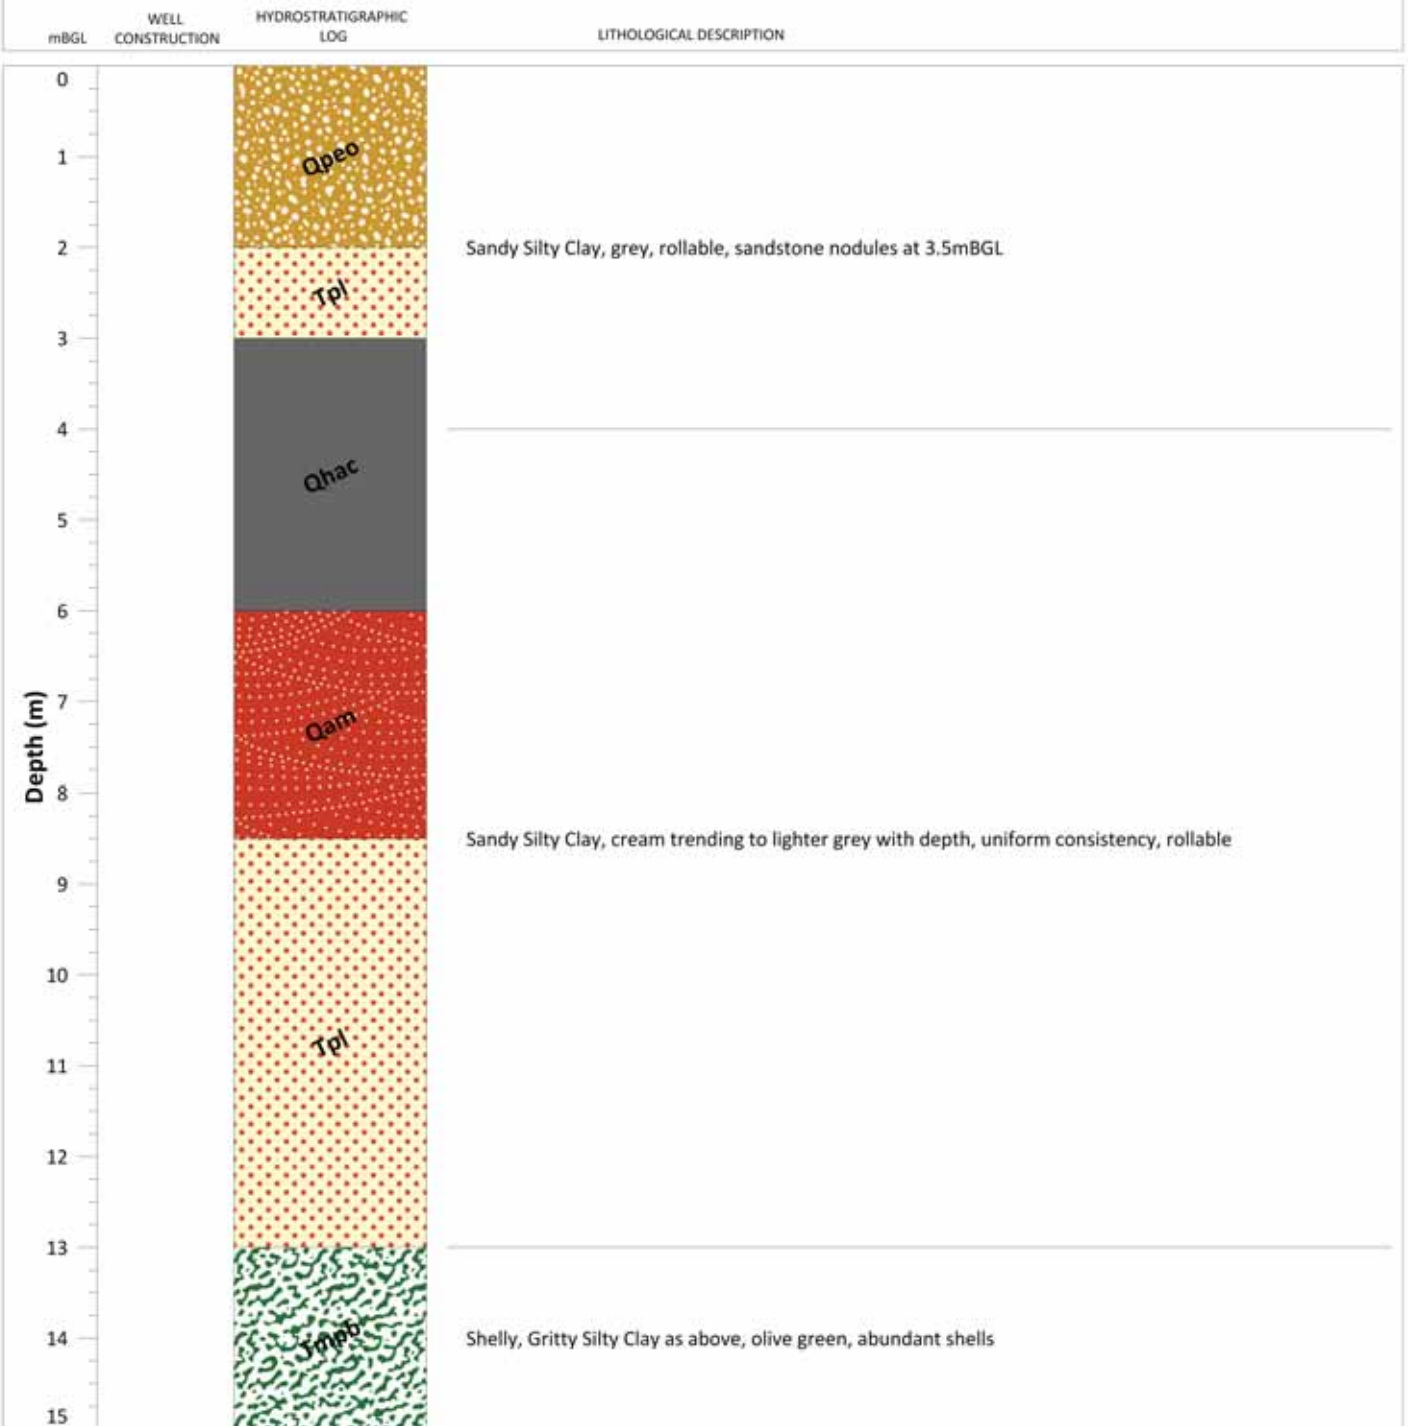 mBGL
WELL
CONSTRUCTION
HYDROSTRATIGRAPHIC
LOG
LITHOLOGICAL DESCRIPTION
Depth (m)
0
Qpeo
1
2
Sandy Silty Clay, grey, rollable, sandstone nodules at 3.5mBGL
Tpl
3
4
Qhac
5
6
7
Qam
8
Sandy Silty Clay, cream trending to lighter grey with depth, uniform consistency, rollable
9
10
Tpl
11
12
13
14
Tmpb
Shelly, Gritty Silty Clay as above, olive green, abundant shells
15